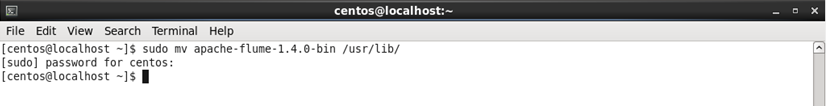 centos@localhost:~
File Edit View Search Terminal Help
[centos@localhost ~]$ sudo mv apache-flume-1.4.0-bin /usr/lib/
[sudo] password for centos:
[centos@localhost ~]$